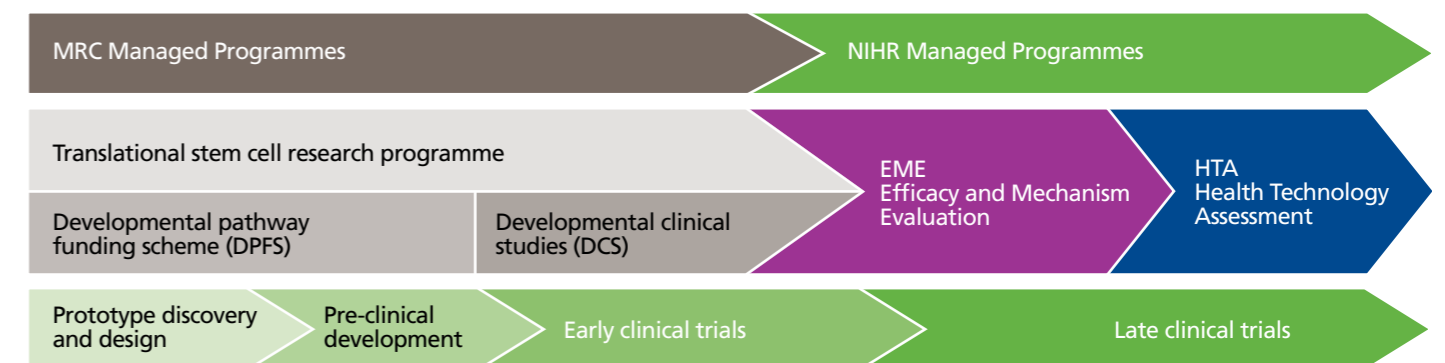 MRC Managed Programmes
NIHR Managed Programmes
Translational stem cell research programme
Developmental pathway
funding scheme (DPFS)
Developmental clinical
studies (DCS)
EME
Efficacy and Mechanism
Evaluation
HTA
Health Technology
Assessment
Prototype discovery
and design
Pre-clinical
development
Early clinical trials
Late clinical trials